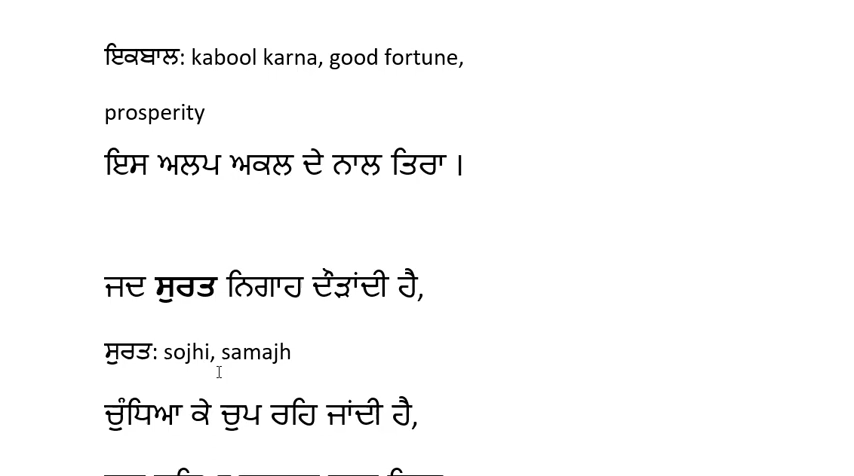 ਇਕਬਾਲ: kabool karna, good fortune,
prosperity
ਇਸ ਅਲਪ ਅਕਲ ਦੇ ਨਾਲ ਤਿਰਾ ।
ਜਦ ਸੁਰਤ ਨਿਗਾਹ ਦੌੜਾਂਦੀ ਹੈ,
ਸੁਰਤ: sojhi, samajh
ਚੁੰਧਿਆ ਕੇ ਚੁਪ ਰਹਿ ਜਾਂਦੀ ਹੈ,